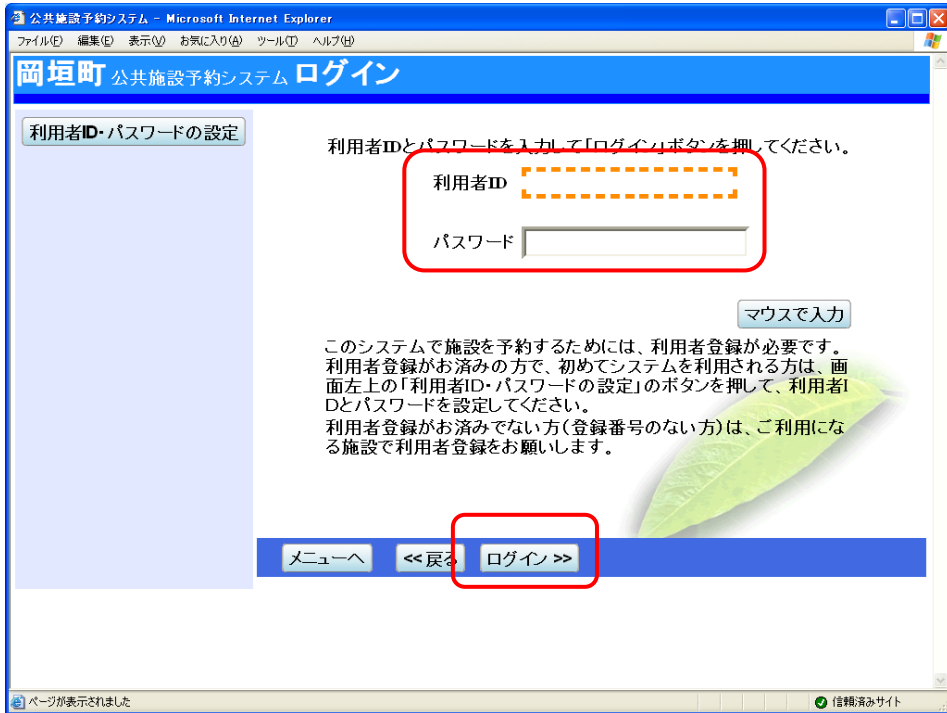 公共施設予約システム - Microsoft Internet Explorer
ファイル(F) 編集(E) 表示(V) お気に入り(A) ツール(T) ヘルプ(H)
岡垣町 公共施設予約システム ログイン
利用者ID・パスワードの設定
利用者IDとパスワードを入力して「ログイン」ボタンを押してください。
利用者ID
パスワード
マウスで入力
このシステムで施設を予約するためには、利用者登録が必要です。
利用者登録がお済みの方で、初めてシステムを利用される方は、画
面左上の「利用者ID・パスワードの設定」のボタンを押して、利用者I
Dとパスワードを設定してください。
利用者登録がお済みでない方(登録番号のない方)は、ご利用にな
る施設で利用者登録をお願いします。
メニューへ <<戻る ログイン >>
ページが表示されました 信頼済みサイト